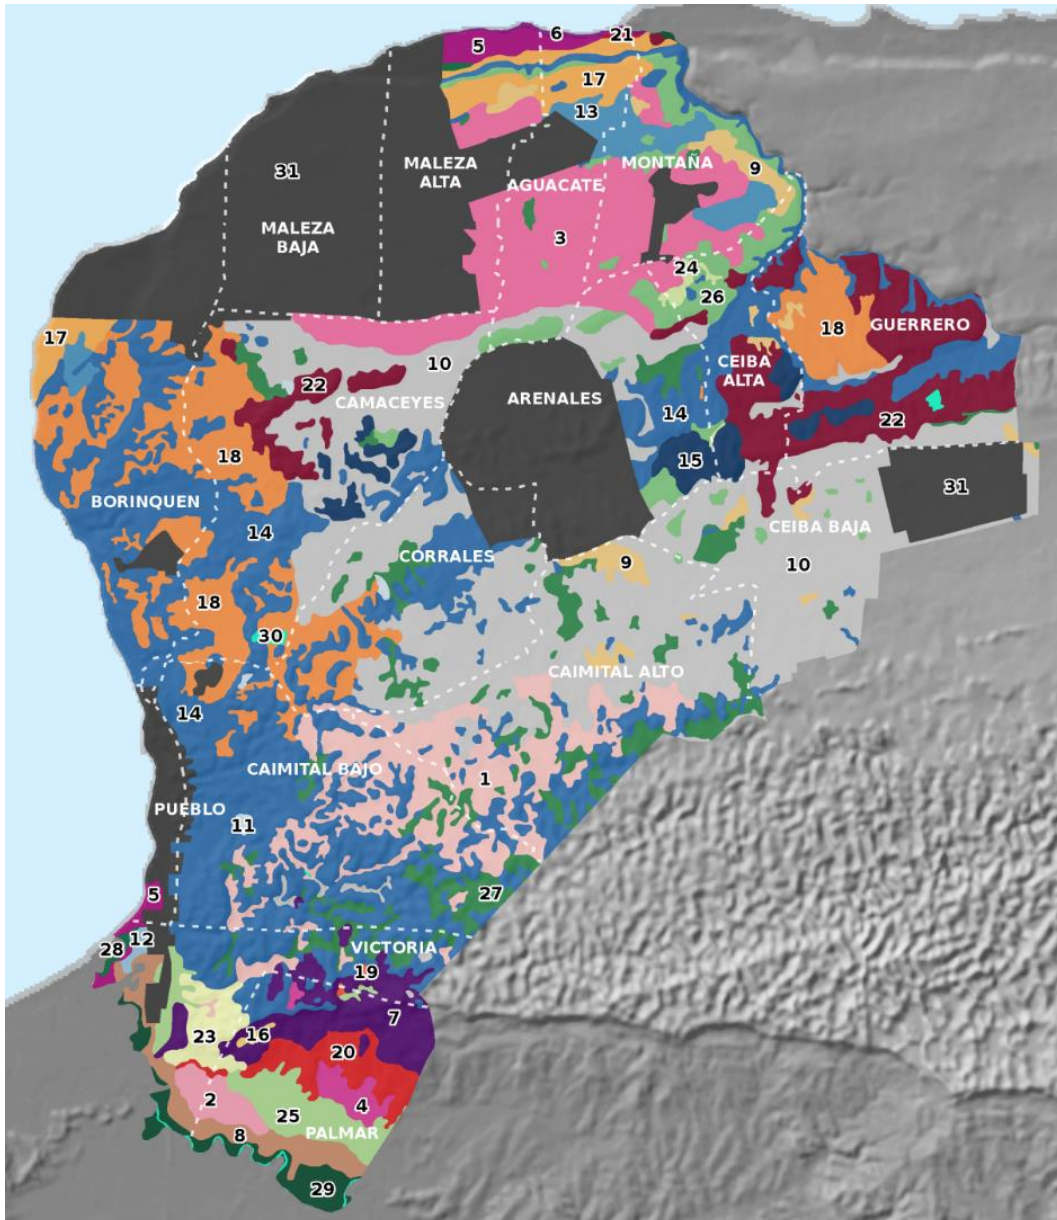 5
6
21
17
13
31
MALEZA
ALTA
MONTAÑA
9
AGUACATE
MALEZA
BAJA
3
24
26
17
18
GUERRERO
10
22
CEIBA
ALTA
CAMACEYES
ARENALES
14
22
18
15
31
BORINQUEN
14
CEIBA BAJA
CORRALES
9
10
18
30
CAIMITAL ALTO
14
CAIMITAL BAJO
1
PUEBLO
11
5
27
12
28
VICTORIA
19
7
23
16
20
2
4
25
8
PALMAR
29